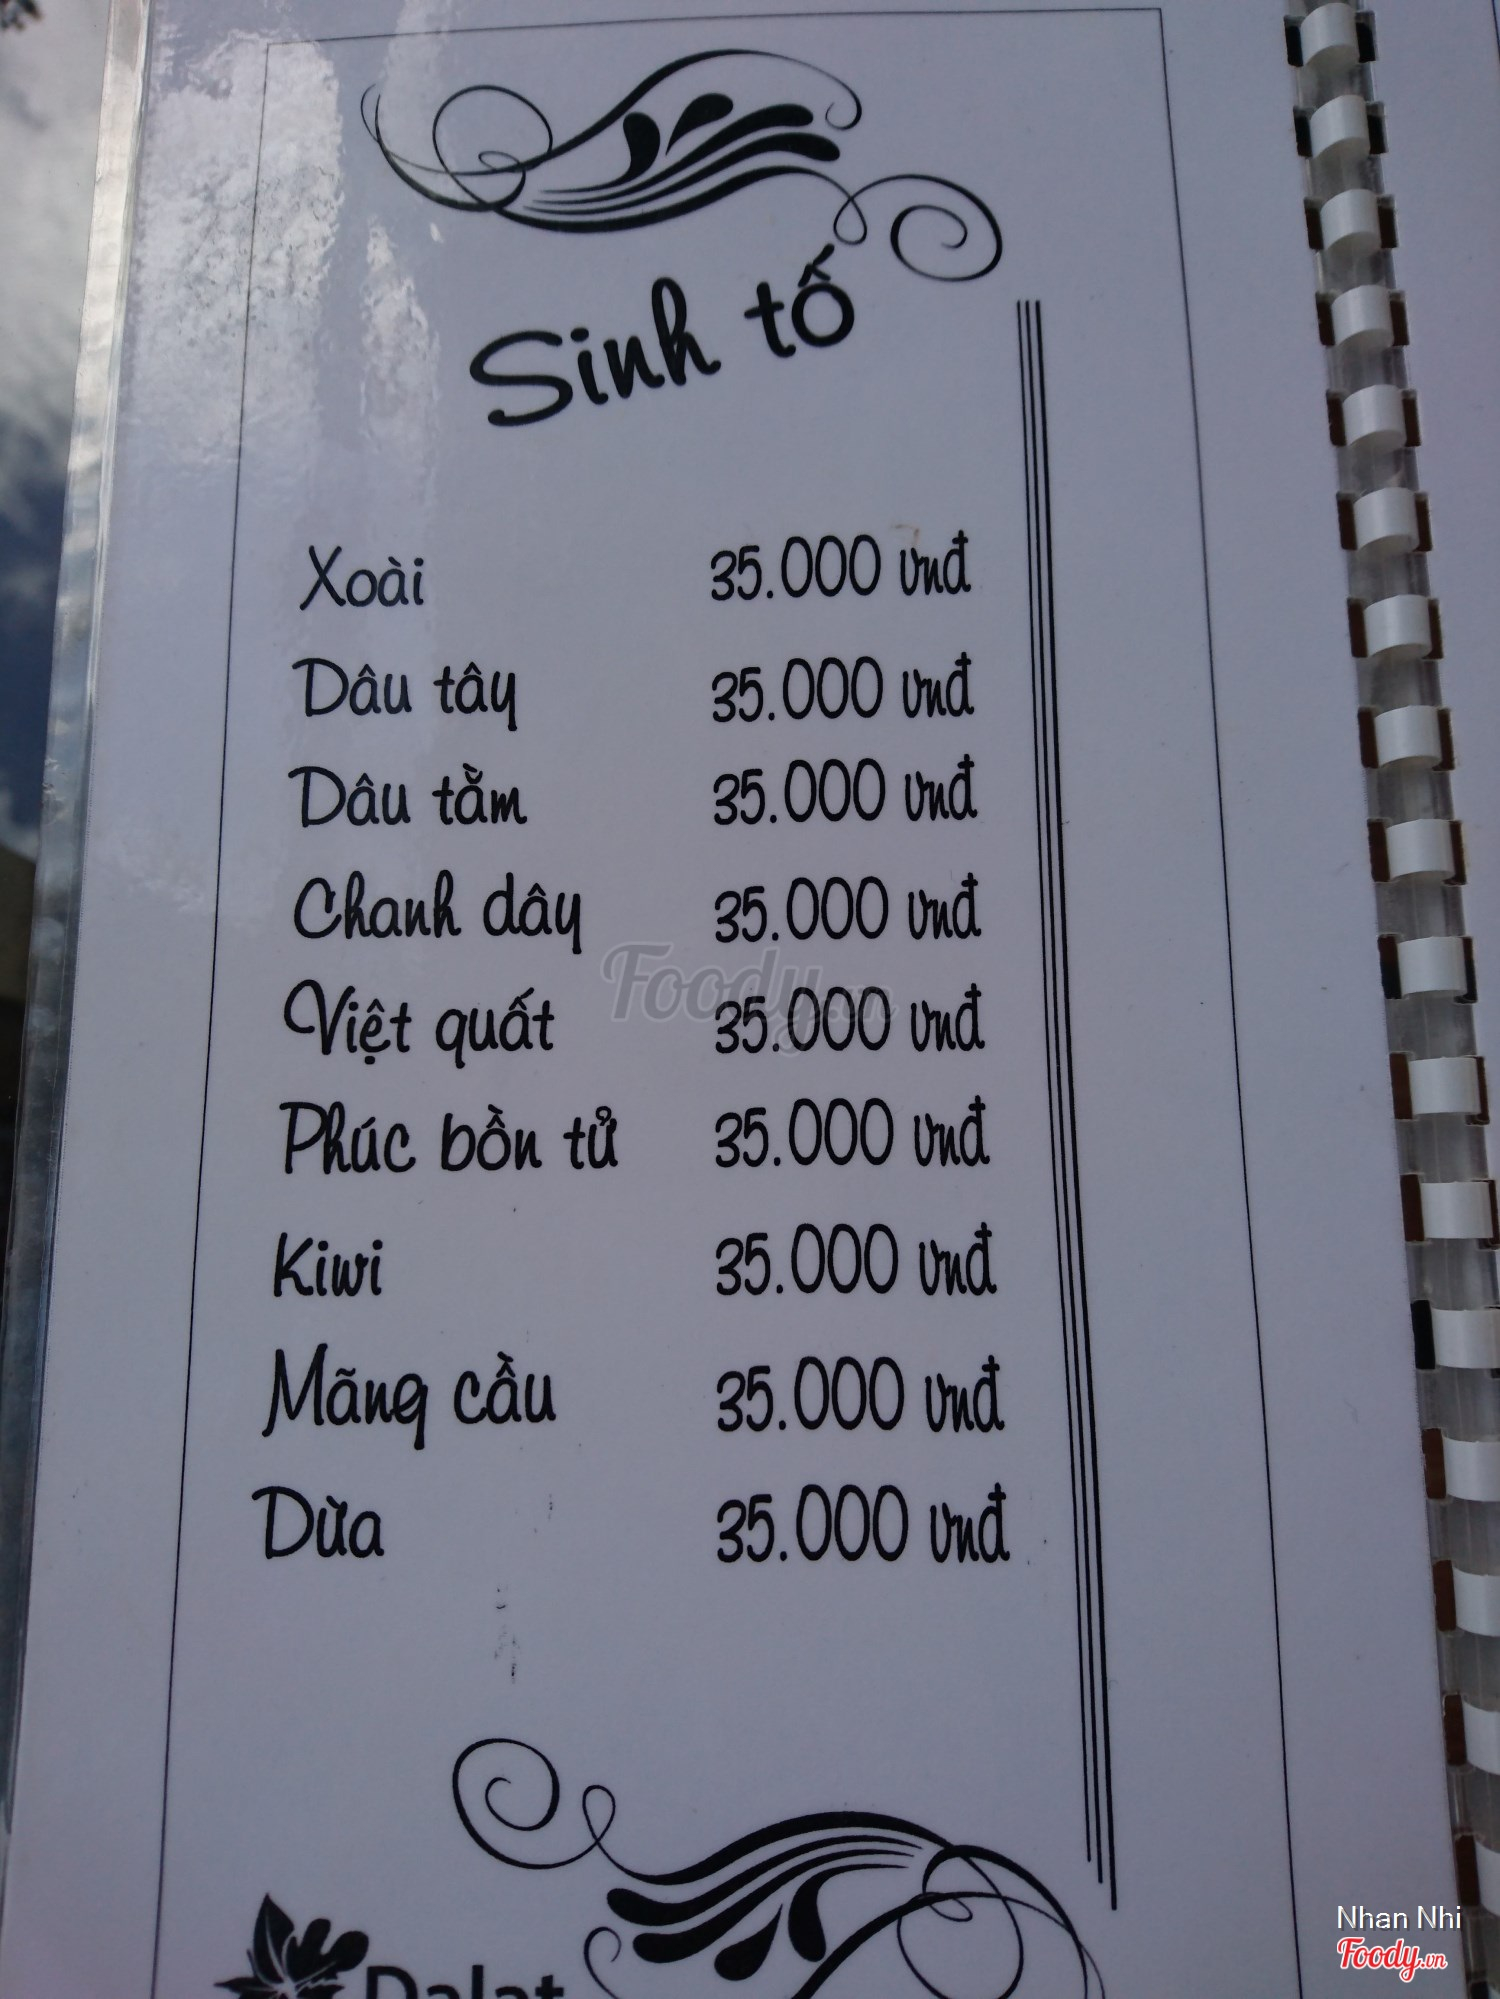 Sinh tố
Xoài 35.000 vnđ
Dâu tây 35.000 vnđ
Dâu tằm 35.000 vnđ
Chanh dây 35.000 vnđ
Foody.vn
Việt quất 35.000 vnđ
Phúc bồn tử 35.000 vnđ
Kiwi 35.000 vnđ
Mãng cầu 35.000 vnđ
Dừa 35.000 vnđ
Dalat
Nhan Nhi
Foody.vn